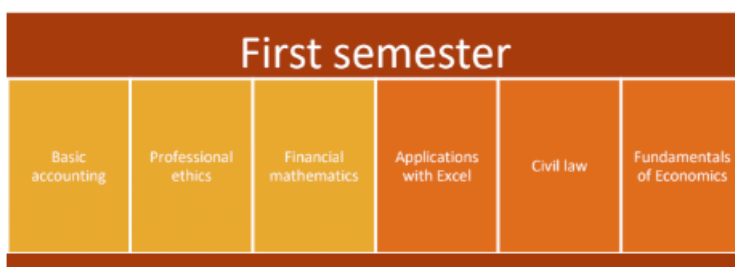 First semester
Basic
accounting
Professional
ethics
Financial
mathematics
Applications
with Excel
Civil law
Fundamentals
of Economics